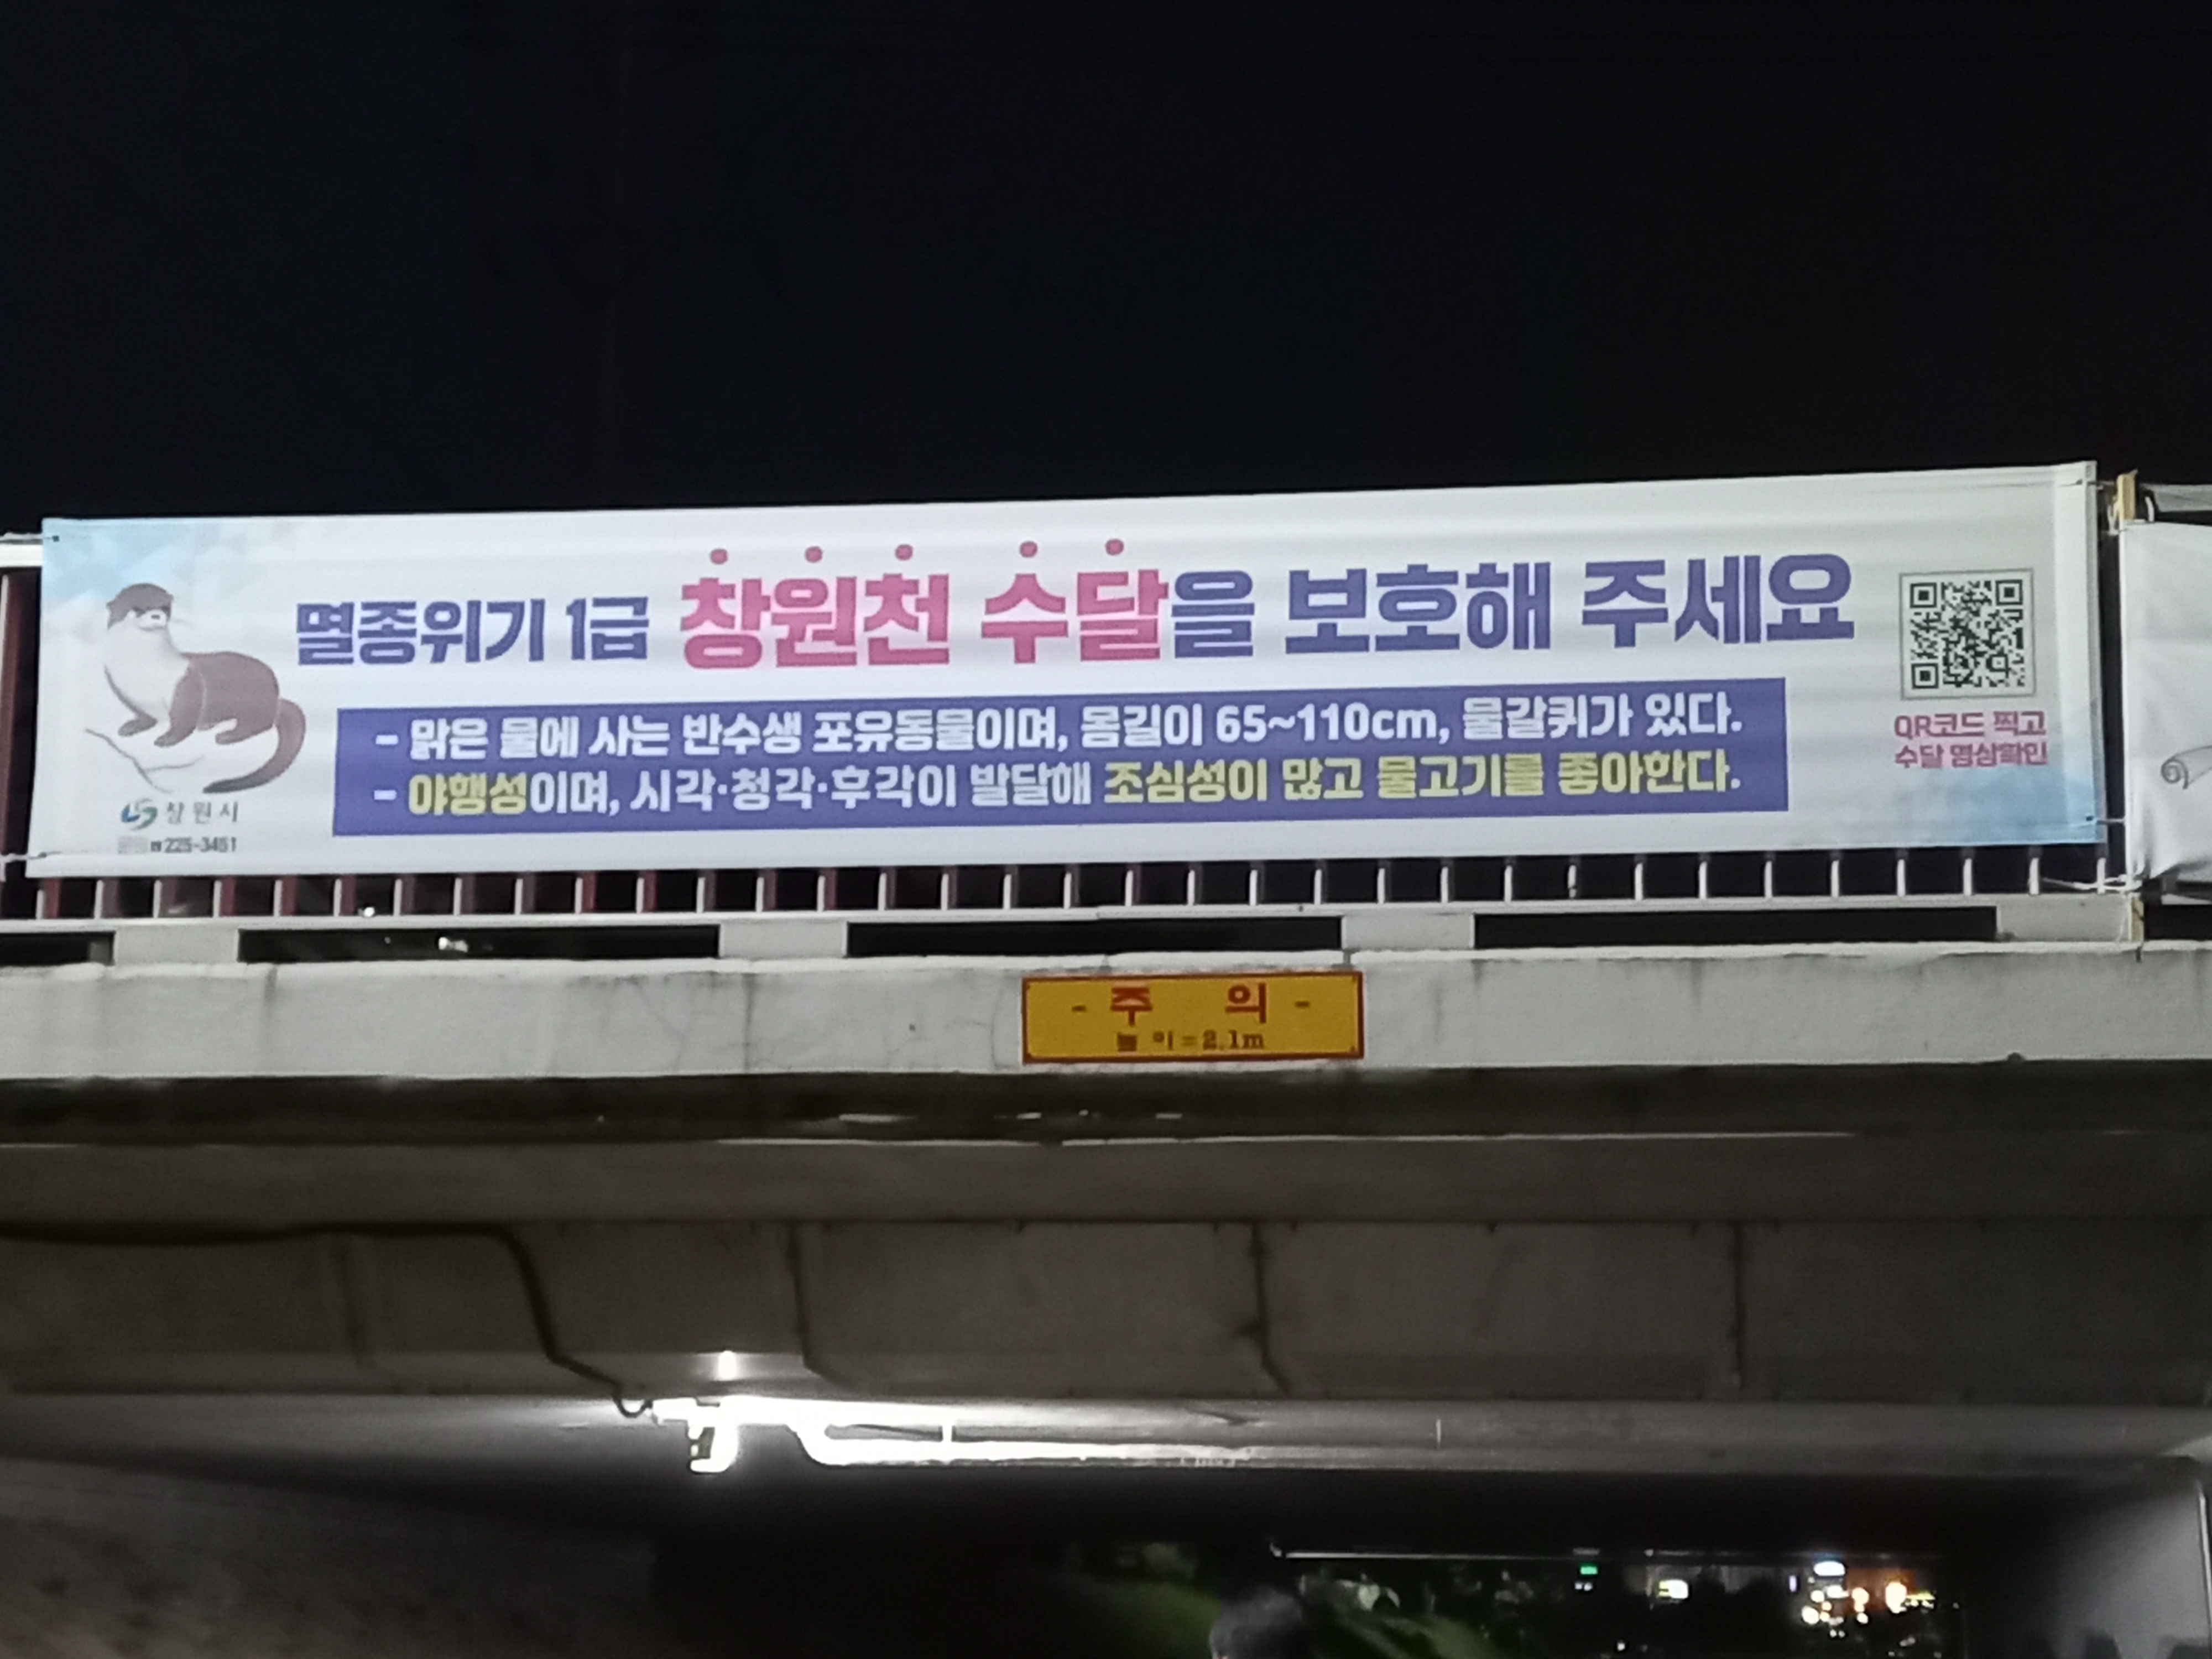 멸종위기 1급 창원천 수달을 보호해 주세요
- 맑은 물에 사는 반수생 포유동물이며, 몸길이 65~110cm, 물갈퀴가 있다.
- 야행성이며, 시각·청각·후각이 발달해 조심성이 많고 물고기를 좋아한다.
창원시
☎225-3451
QR코드 찍고
수달 영상확인
- 주 의 -
높 이 = 2.1m